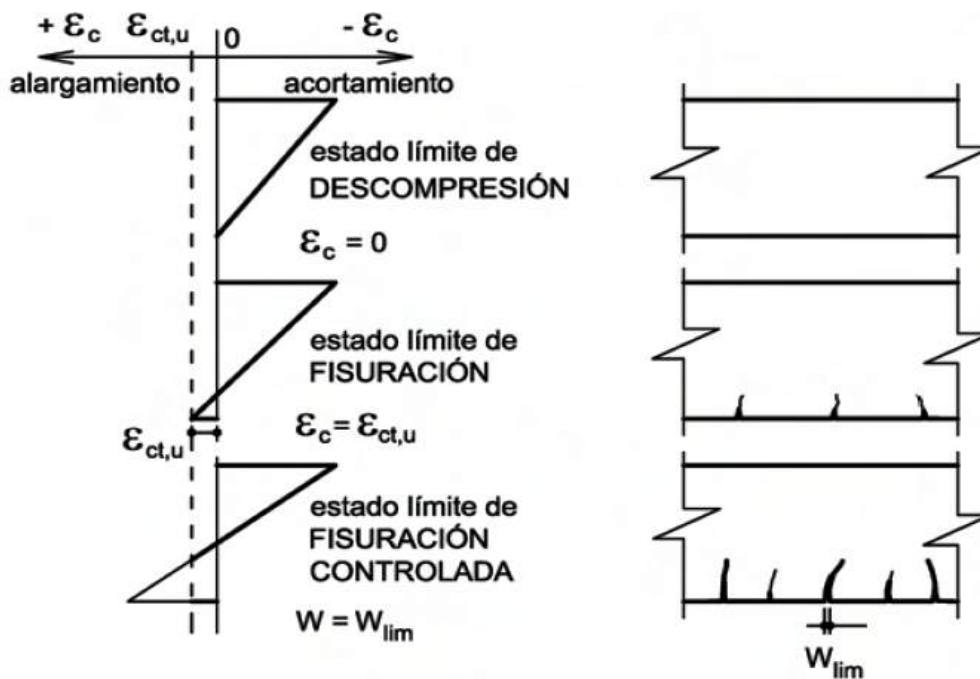 + εc εct,u 0 - εc
alargamiento acortamiento
estado límite de
DESCOMPRESIÓN
εc = 0
estado límite de
FISURACIÓN
εc = εct,u
εct,u
estado límite de
FISURACIÓN
CONTROLADA
W = Wlim
Wlim